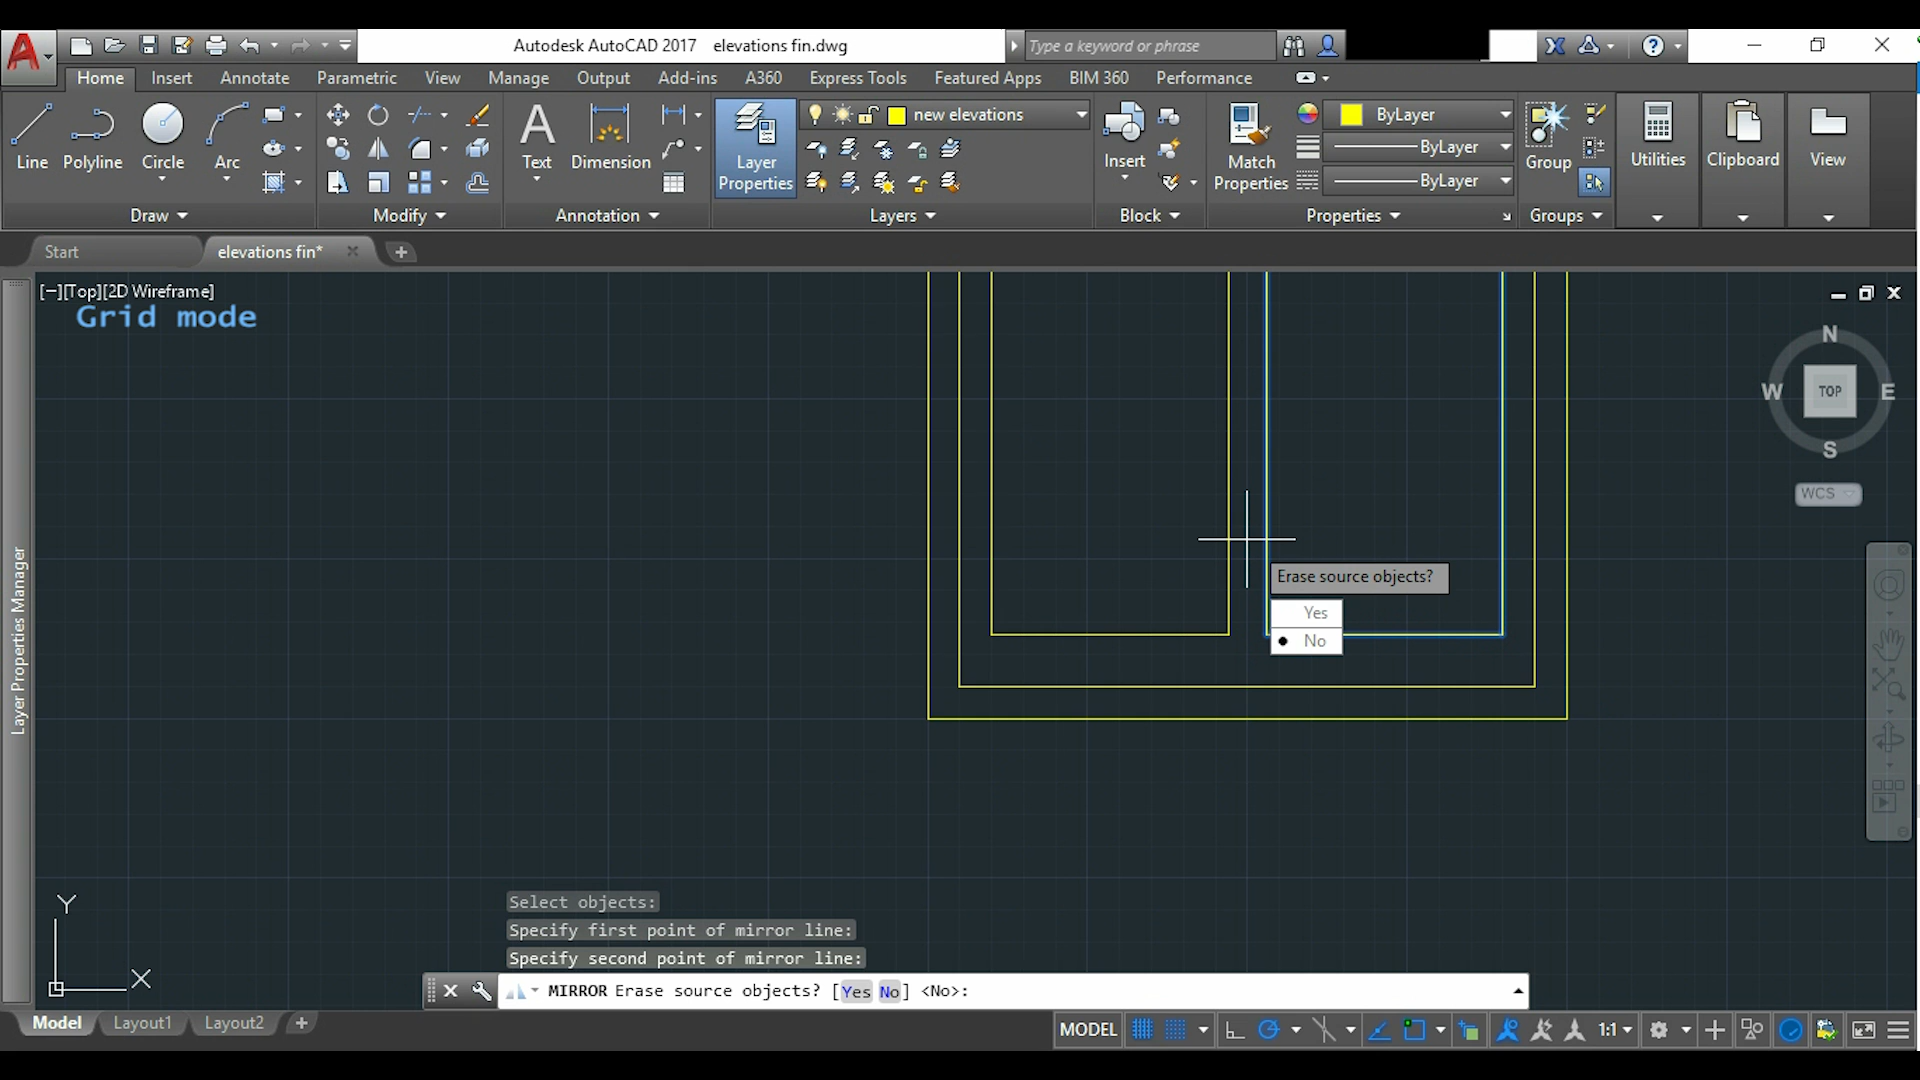 Autodesk AutoCAD 2017 elevations fin.dwg
Type a keyword or phrase
Home Insert Annotate Parametric View Manage Output Add-ins A360 Express Tools Featured Apps BIM 360 Performance
new elevations
ByLayer
ByLayer
ByLayer
Line Polyline Circle Arc
Text Dimension
Layer Properties
Insert
Match Properties
Group
Utilities Clipboard View
Draw Modify Annotation Layers Block Properties Groups
Start elevations fin*
[−][Top][2D Wireframe]
Grid mode
N
W TOP E
S
WCS
Layer Properties Manager
Erase source objects?
Yes
No
Y
X
Select objects:
Specify first point of mirror line:
Specify second point of mirror line:
MIRROR Erase source objects? [Yes No] <No>:
Model Layout1 Layout2
MODEL 1:1